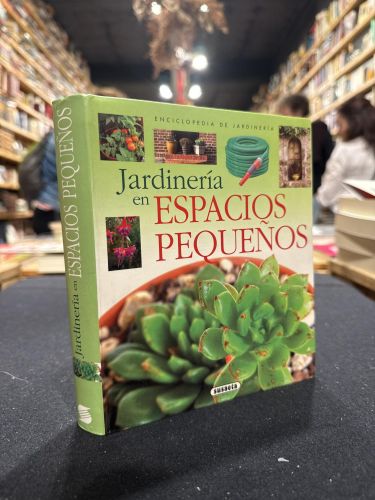 ENCICLOPEDIA DE JARDINERÍA
Jardinería
en ESPACIOS
PEQUEÑOS
susaeta
Jardinería en ESPACIOS PEQUEÑOS